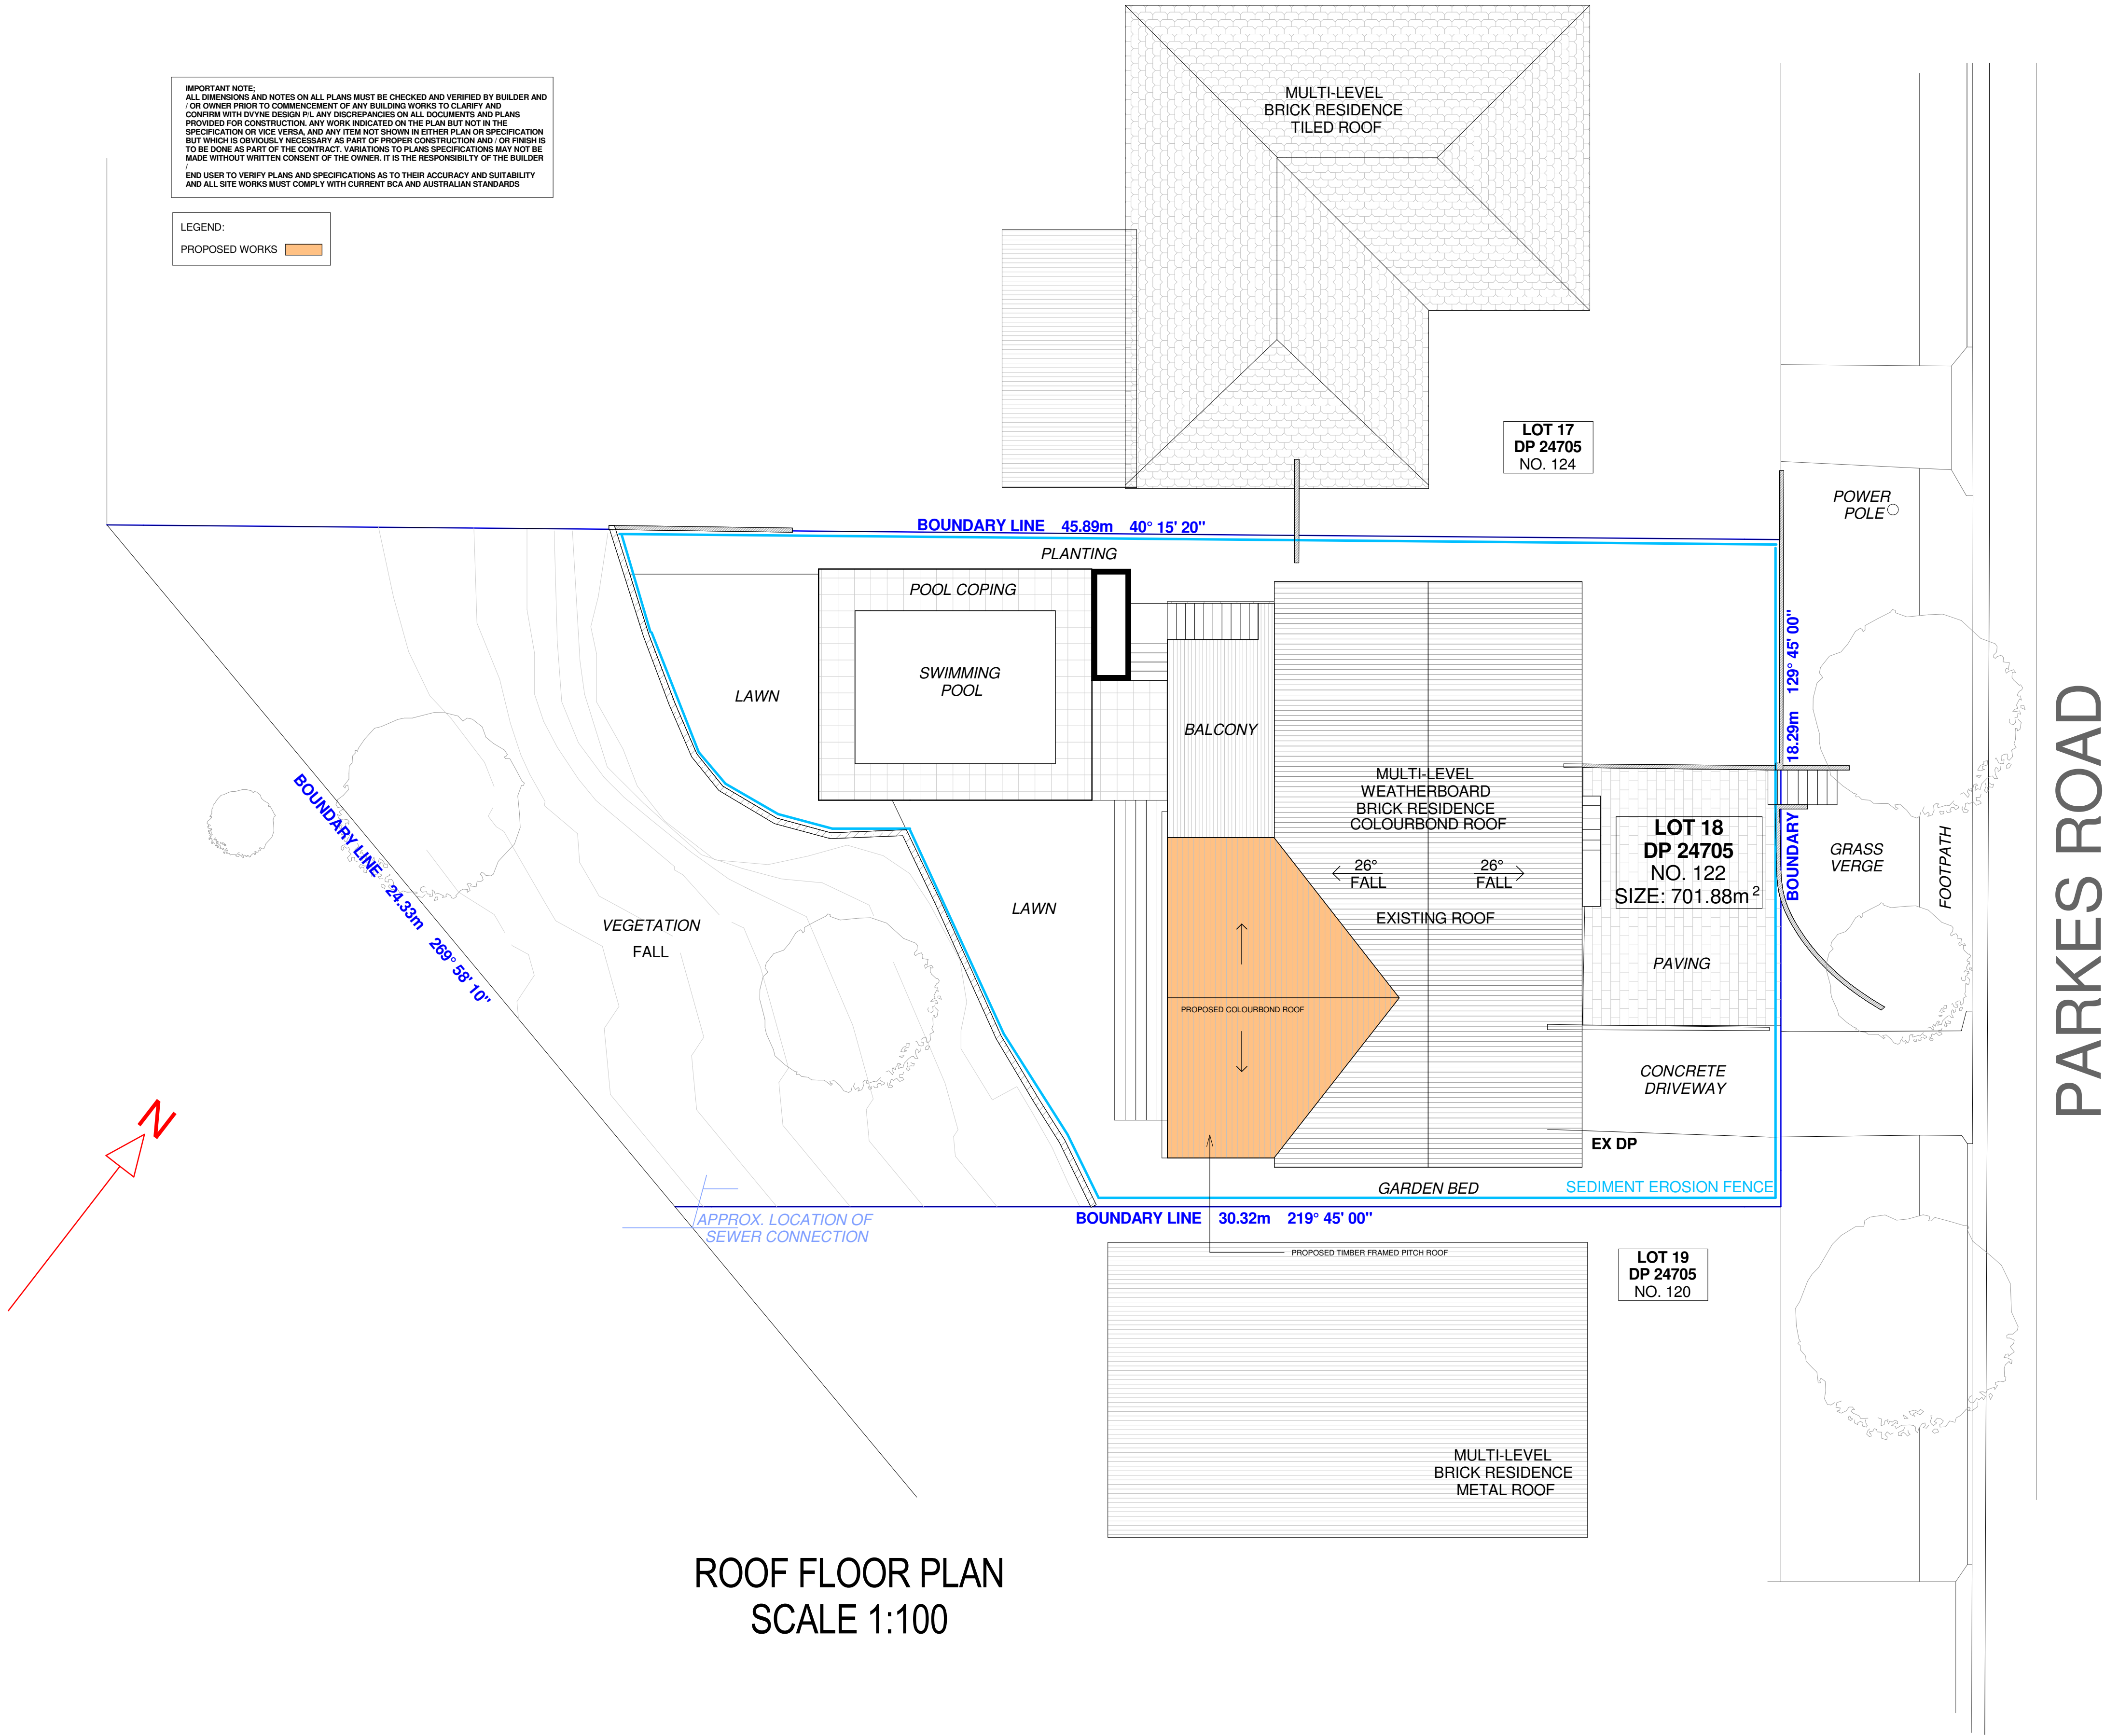 IMPORTANT NOTE;
ALL DIMENSIONS AND NOTES ON ALL PLANS MUST BE CHECKED AND VERIFIED BY BUILDER AND
/ OR OWNER PRIOR TO COMMENCEMENT OF ANY BUILDING WORKS TO CLARIFY AND
CONFIRM WITH DVYNE DESIGN P/L ANY DISCREPANCIES ON ALL DOCUMENTS AND PLANS
PROVIDED FOR CONSTRUCTION. ANY WORK INDICATED ON THE PLAN BUT NOT IN THE
SPECIFICATION OR VICE VERSA, AND ANY ITEM NOT SHOWN IN EITHER PLAN OR SPECIFICATION
BUT WHICH IS OBVIOUSLY NECESSARY AS PART OF PROPER CONSTRUCTION AND / OR FINISH IS
TO BE DONE AS PART OF THE CONTRACT. VARIATIONS TO PLANS SPECIFICATIONS MAY NOT BE
MADE WITHOUT WRITTEN CONSENT OF THE OWNER. IT IS THE RESPONSIBILTY OF THE BUILDER
/
END USER TO VERIFY PLANS AND SPECIFICATIONS AS TO THEIR ACCURACY AND SUITABILITY
AND ALL SITE WORKS MUST COMPLY WITH CURRENT BCA AND AUSTRALIAN STANDARDS
LEGEND:
PROPOSED WORKS
MULTI-LEVEL
BRICK RESIDENCE
TILED ROOF
LOT 17
DP 24705
NO. 124
POWER
POLE
BOUNDARY LINE 45.89m 40° 15' 20"
PLANTING
POOL COPING
SWIMMING
POOL
LAWN
BALCONY
MULTI-LEVEL
WEATHERBOARD
BRICK RESIDENCE
COLOURBOND ROOF
26°
FALL
26°
FALL
EXISTING ROOF
LOT 18
DP 24705
NO. 122
SIZE: 701.88m²
BOUNDARY 18.29m 129° 45' 00"
GRASS
VERGE
FOOTPATH
PARKES ROAD
PAVING
LAWN
VEGETATION
FALL
BOUNDARY LINE 24.33m 269° 58' 10"
PROPOSED COLOURBOND ROOF
CONCRETE
DRIVEWAY
EX DP
N
GARDEN BED
SEDIMENT EROSION FENCE
APPROX. LOCATION OF
SEWER CONNECTION
BOUNDARY LINE 30.32m 219° 45' 00"
PROPOSED TIMBER FRAMED PITCH ROOF
LOT 19
DP 24705
NO. 120
MULTI-LEVEL
BRICK RESIDENCE
METAL ROOF
ROOF FLOOR PLAN
SCALE 1:100